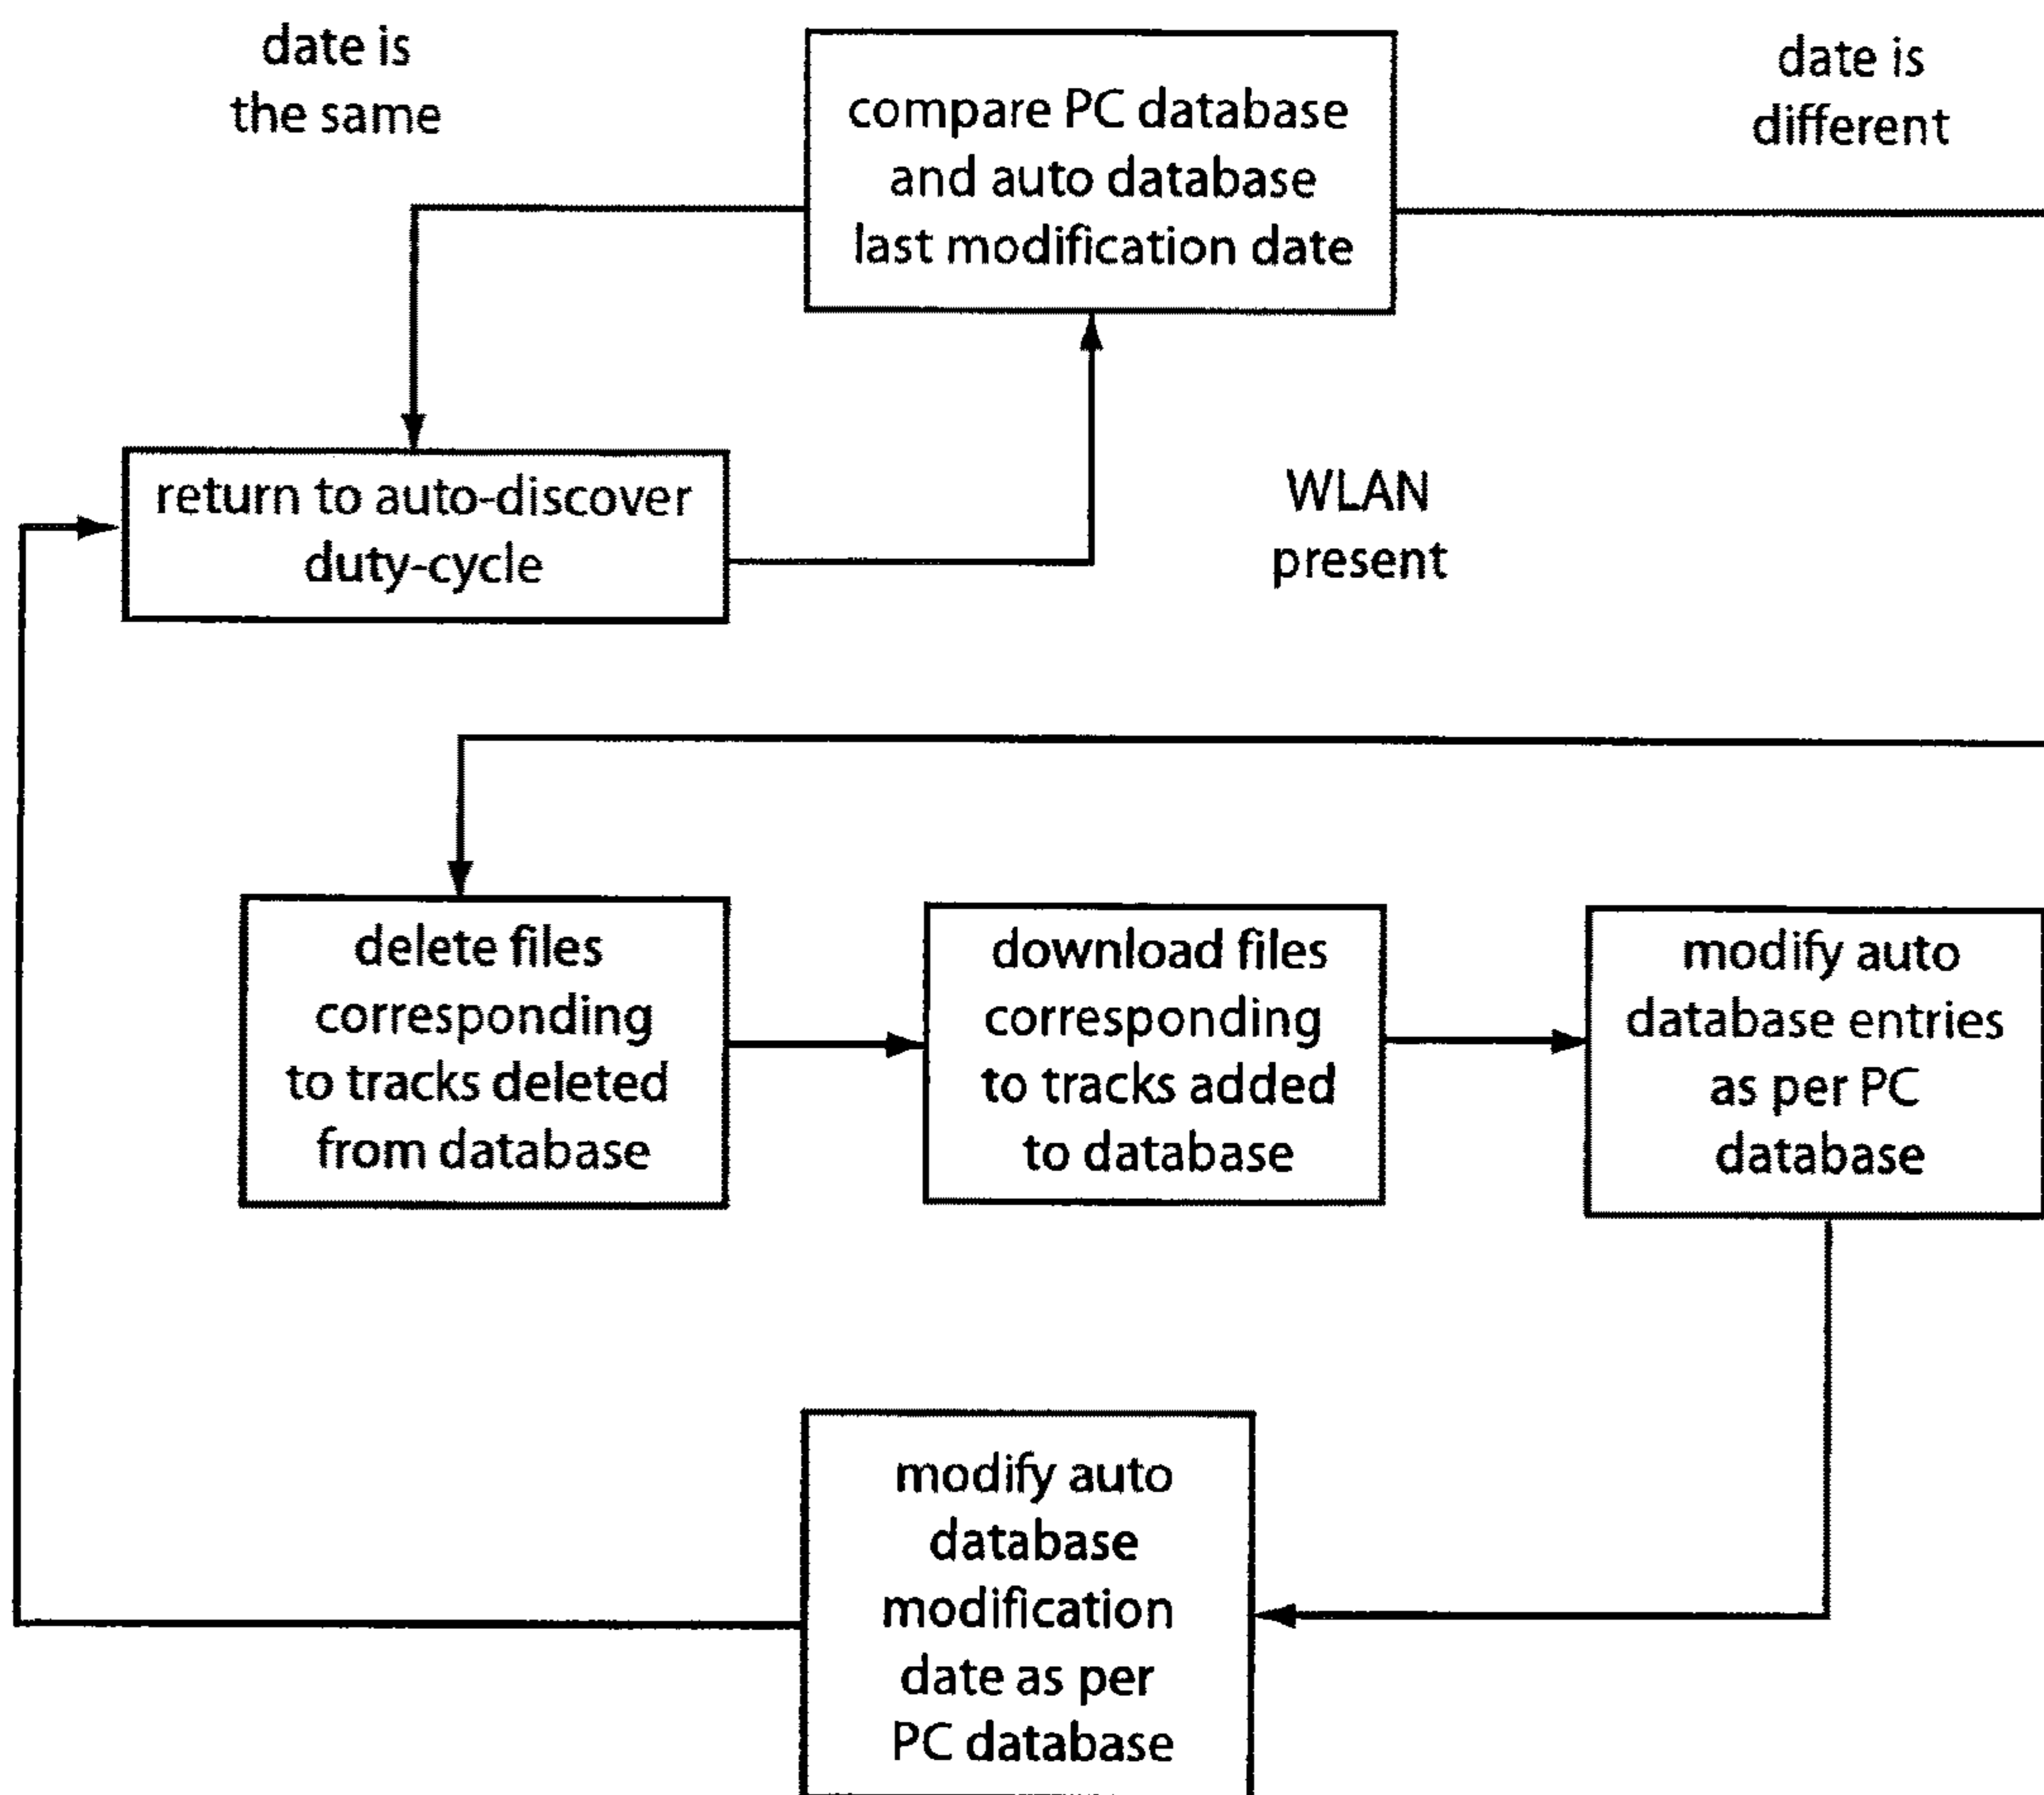 date is
the same
compare PC database
and auto database
last modification date
date is
different
return to auto-discover
duty-cycle
WLAN
present
delete files
corresponding
to tracks deleted
from database
download files
corresponding
to tracks added
to database
modify auto
database entries
as per PC
database
modify auto
database
modification
date as per
PC database